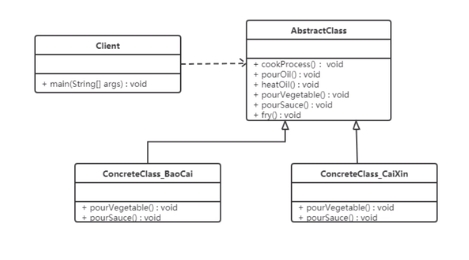 AbstractClass
Client
+ cookProcess() : void
+ pourOil() : void
+ heatOil() : void
+ pourVegetable() : void
+ pourSauce() : void
+ fry() : void
+ main(String[] args) : void
ConcreteClass_BaoCai
ConcreteClass_CaiXin
+ pourVegetable() : void
+ pourSauce() : void
+ pourVegetable() : void
+ pourSauce() : void